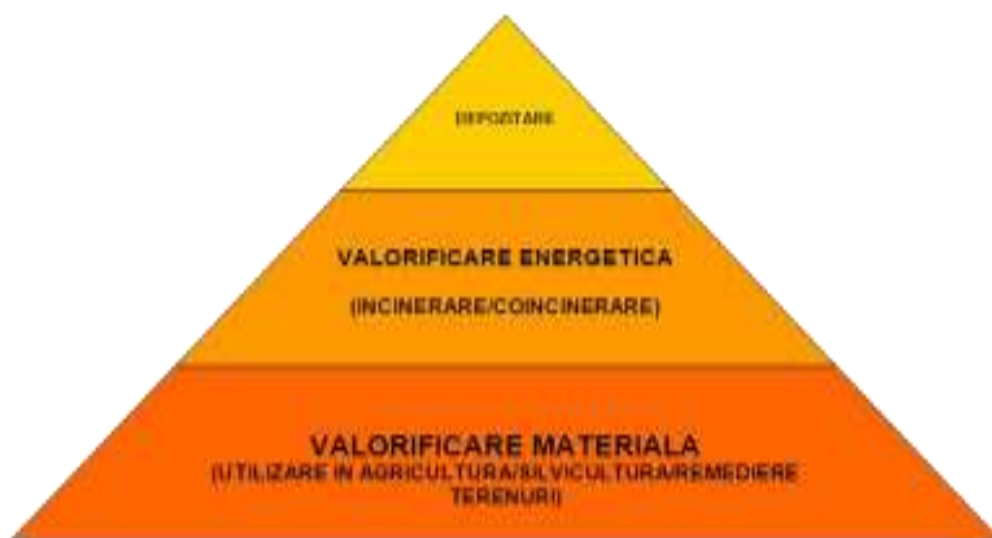 DEPOZITARE
VALORIFICARE ENERGETICA
(INCINERARE/COINCINERARE)
VALORIFICARE MATERIALA
(UTILIZARE IN AGRICULTURA/SILVICULTURA/REMEDIERE
TERENURI)